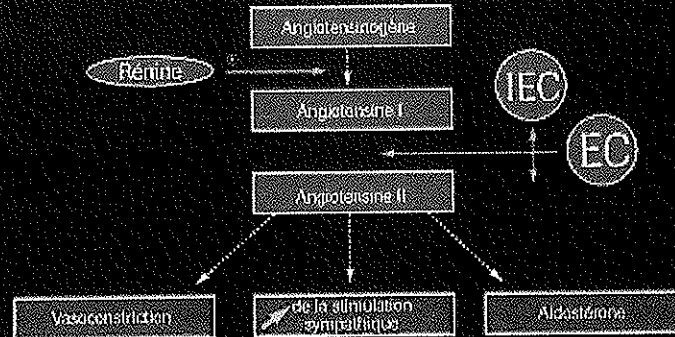 Angiotensinogène
Rénine
IEC
Angiotensine I
EC
Angiotensine II
Vasoconstriction
de la stimulation
sympathique
Aldostérone